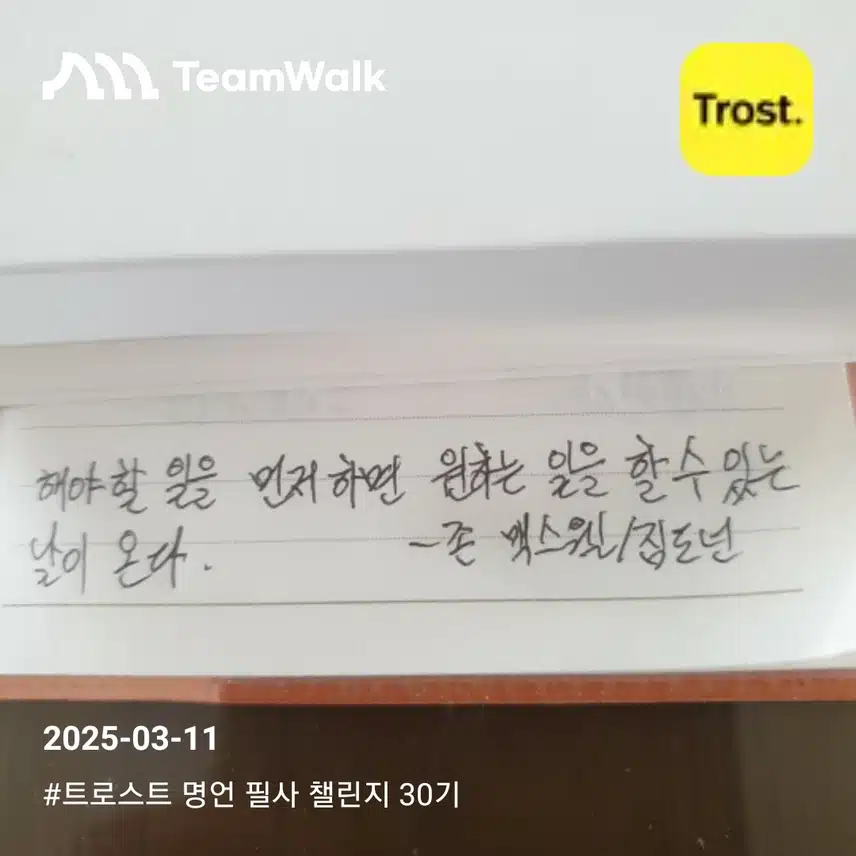 TeamWalk
Trost.
해야 할 일을 먼저 하면 원하는 일을 할 수 있는
날이 온다.
-존 맥스웰/집도넌
2025-03-11
#트로스트 명언 필사 챌린지 30기